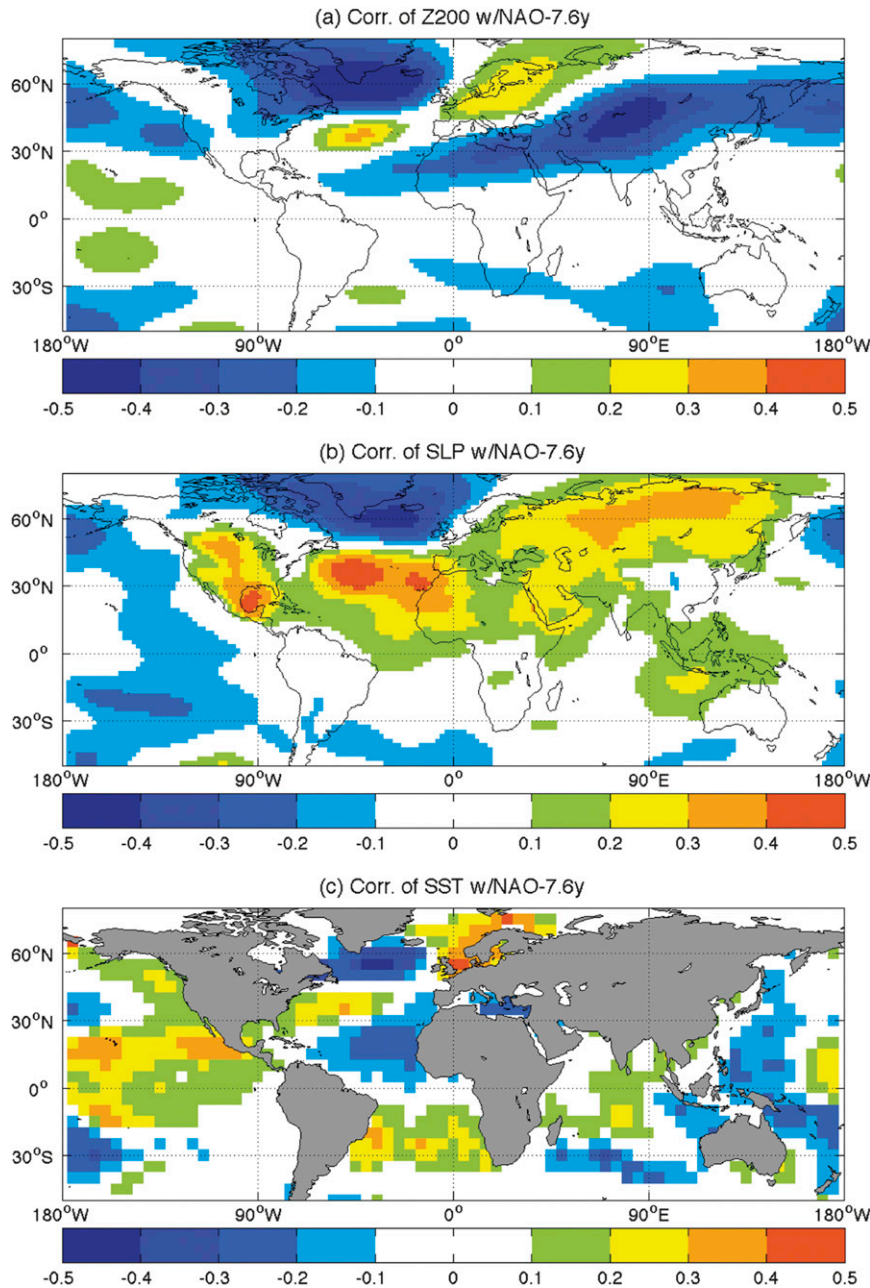 (a) Corr. of Z200 w/NAO-7.6y
60°N
30°N
0°
30°S
180°W 90°W 0° 90°E 180°W
-0.5 -0.4 -0.3 -0.2 -0.1 0 0.1 0.2 0.3 0.4 0.5
(b) Corr. of SLP w/NAO-7.6y
60°N
30°N
0°
30°S
180°W 90°W 0° 90°E 180°W
-0.5 -0.4 -0.3 -0.2 -0.1 0 0.1 0.2 0.3 0.4 0.5
(c) Corr. of SST w/NAO-7.6y
60°N
30°N
0°
30°S
180°W 90°W 0° 90°E 180°W
-0.5 -0.4 -0.3 -0.2 -0.1 0 0.1 0.2 0.3 0.4 0.5